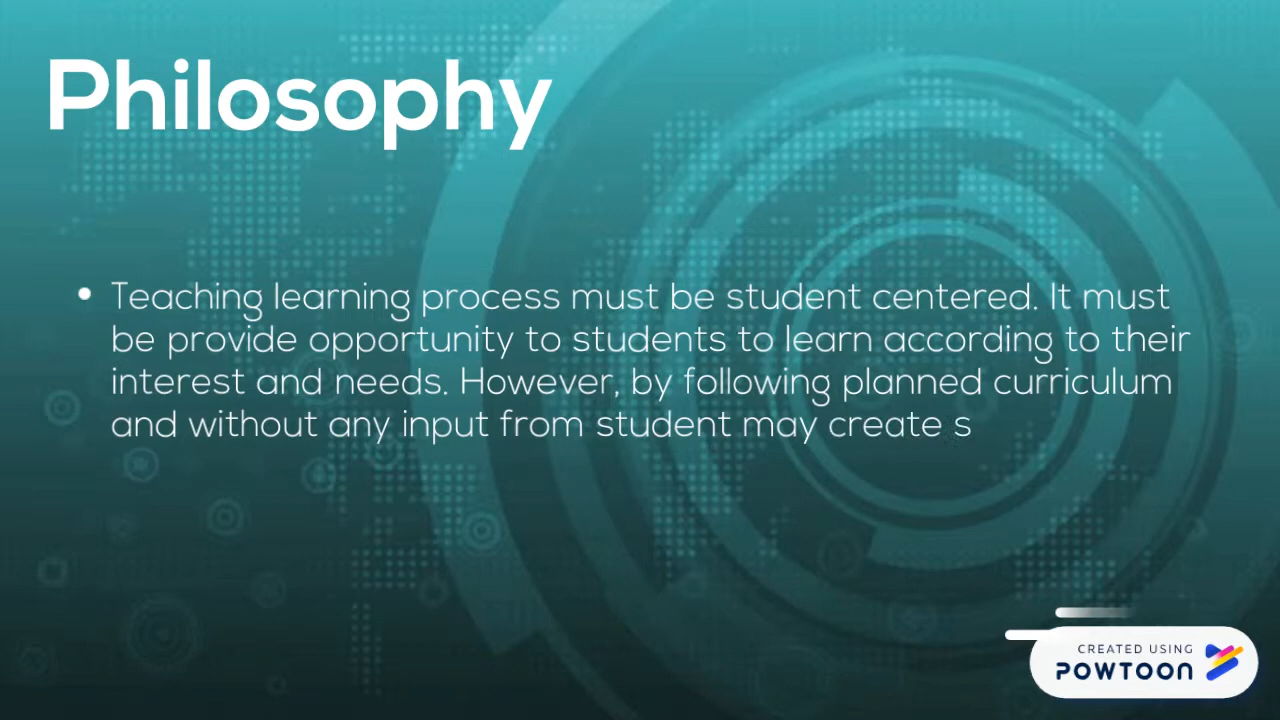 Philosophy
• Teaching learning process must be student centered. It must
be provide opportunity to students to learn according to their
interest and needs. However, by following planned curriculum
and without any input from student may create s
CREATED USING
POWTOON